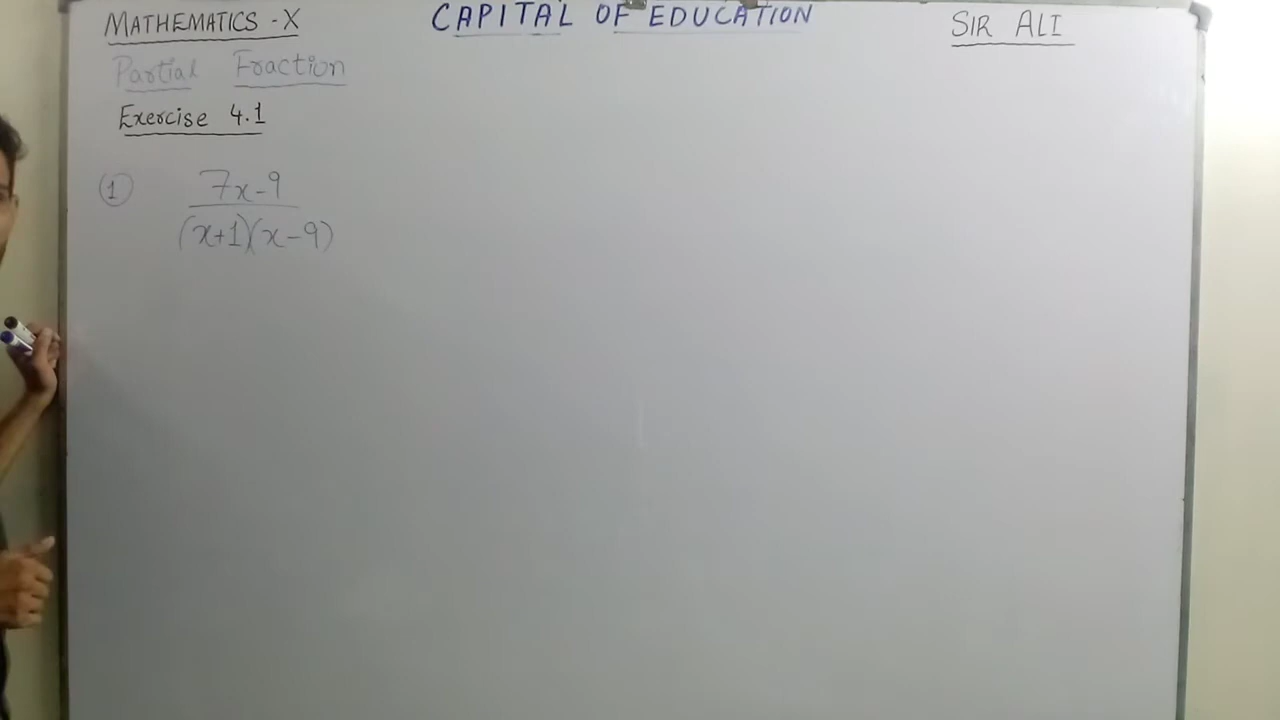 MATHEMATICS - X
CAPITAL OF EDUCATION
SIR ALI
Partial Fraction
Exercise 4.1
(1) 7x-9
(x+1)(x-9)